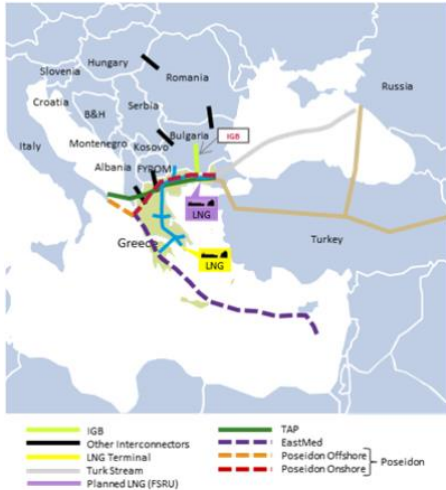 Hungary
Slovenia
Romania
Russia
Croatia
B&H
Serbia
Italy
Montenegro
Kosovo
Bulgaria
IGB
Albania
FYROM
LNG
Greece
LNG
Turkey
IGB
Other Interconnectors
LNG Terminal
Turk Stream
Planned LNG (FSRU)
TAP
EastMed
Poseidon Offshore
Poseidon Onshore
Poseidon